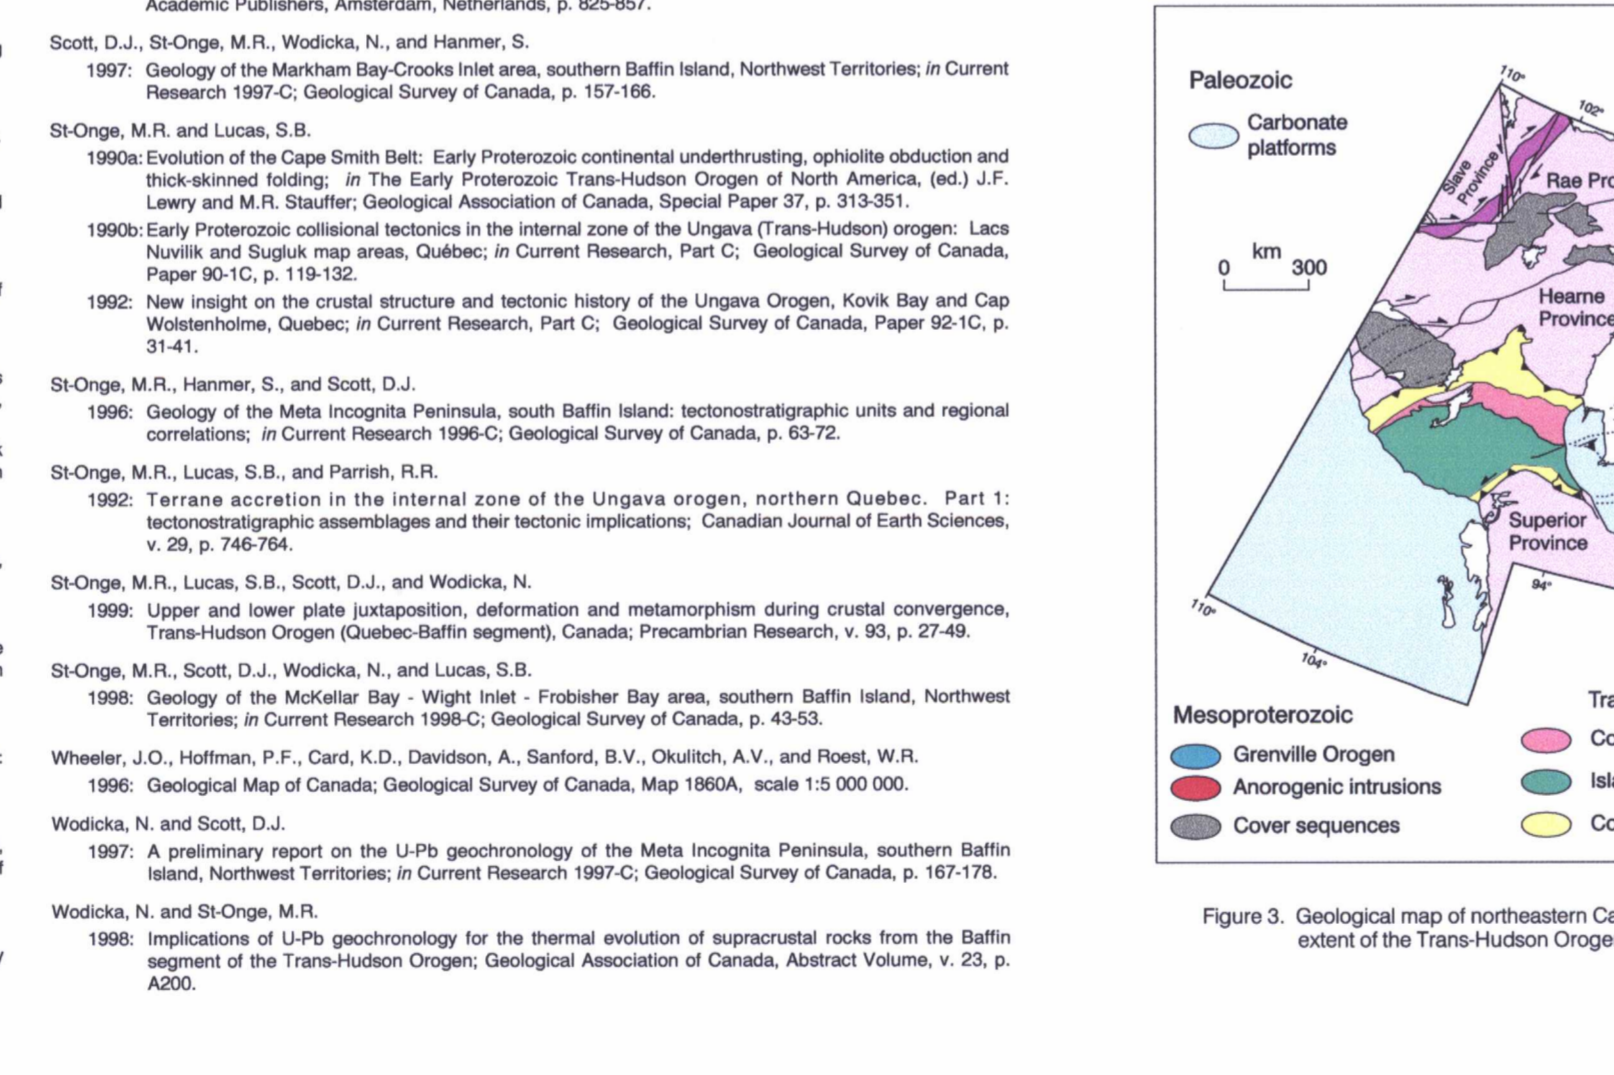 Academic Publishers, Amsterdam, Netherlands, p. 825-857.
Scott, D.J., St-Onge, M.R., Wodicka, N., and Hanmer, S.
1997: Geology of the Markham Bay-Crooks Inlet area, southern Baffin Island, Northwest Territories; in Current
Research 1997-C; Geological Survey of Canada, p. 157-166.
St-Onge, M.R. and Lucas, S.B.
1990a: Evolution of the Cape Smith Belt: Early Proterozoic continental underthrusting, ophiolite obduction and
thick-skinned folding; in The Early Proterozoic Trans-Hudson Orogen of North America, (ed.) J.F.
Lewry and M.R. Stauffer; Geological Association of Canada, Special Paper 37, p. 313-351.
1990b: Early Proterozoic collisional tectonics in the internal zone of the Ungava (Trans-Hudson) orogen: Lacs
Nuvilik and Sugluk map areas, Québec; in Current Research, Part C; Geological Survey of Canada,
Paper 90-1C, p. 119-132.
1992: New insight on the crustal structure and tectonic history of the Ungava Orogen, Kovik Bay and Cap
Wolstenholme, Quebec; in Current Research, Part C; Geological Survey of Canada, Paper 92-1C, p.
31-41.
St-Onge, M.R., Hanmer, S., and Scott, D.J.
1996: Geology of the Meta Incognita Peninsula, south Baffin Island: tectonostratigraphic units and regional
correlations; in Current Research 1996-C; Geological Survey of Canada, p. 63-72.
St-Onge, M.R., Lucas, S.B., and Parrish, R.R.
1992: Terrane accretion in the internal zone of the Ungava orogen, northern Quebec. Part 1:
tectonostratigraphic assemblages and their tectonic implications; Canadian Journal of Earth Sciences,
v. 29, p. 746-764.
St-Onge, M.R., Lucas, S.B., Scott, D.J., and Wodicka, N.
1999: Upper and lower plate juxtaposition, deformation and metamorphism during crustal convergence,
Trans-Hudson Orogen (Quebec-Baffin segment), Canada; Precambrian Research, v. 93, p. 27-49.
St-Onge, M.R., Scott, D.J., Wodicka, N., and Lucas, S.B.
1998: Geology of the McKellar Bay - Wight Inlet - Frobisher Bay area, southern Baffin Island, Northwest
Territories; in Current Research 1998-C; Geological Survey of Canada, p. 43-53.
Wheeler, J.O., Hoffman, P.F., Card, K.D., Davidson, A., Sanford, B.V., Okulitch, A.V., and Roest, W.R.
1996: Geological Map of Canada; Geological Survey of Canada, Map 1860A, scale 1:5 000 000.
Wodicka, N. and Scott, D.J.
1997: A preliminary report on the U-Pb geochronology of the Meta Incognita Peninsula, southern Baffin
Island, Northwest Territories; in Current Research 1997-C; Geological Survey of Canada, p. 167-178.
Wodicka, N. and St-Onge, M.R.
1998: Implications of U-Pb geochronology for the thermal evolution of supracrustal rocks from the Baffin
segment of the Trans-Hudson Orogen; Geological Association of Canada, Abstract Volume, v. 23, p.
A200.
Paleozoic
Carbonate
platforms
km
0 300
110°
102°
Slave
Province
Rae
Hearne
Province
Superior
Province
94°
110°
104°
Mesoproterozoic
Grenville Orogen
Anorogenic intrusions
Cover sequences
Figure 3. Geological map of northeastern
extent of the Trans-Hudson